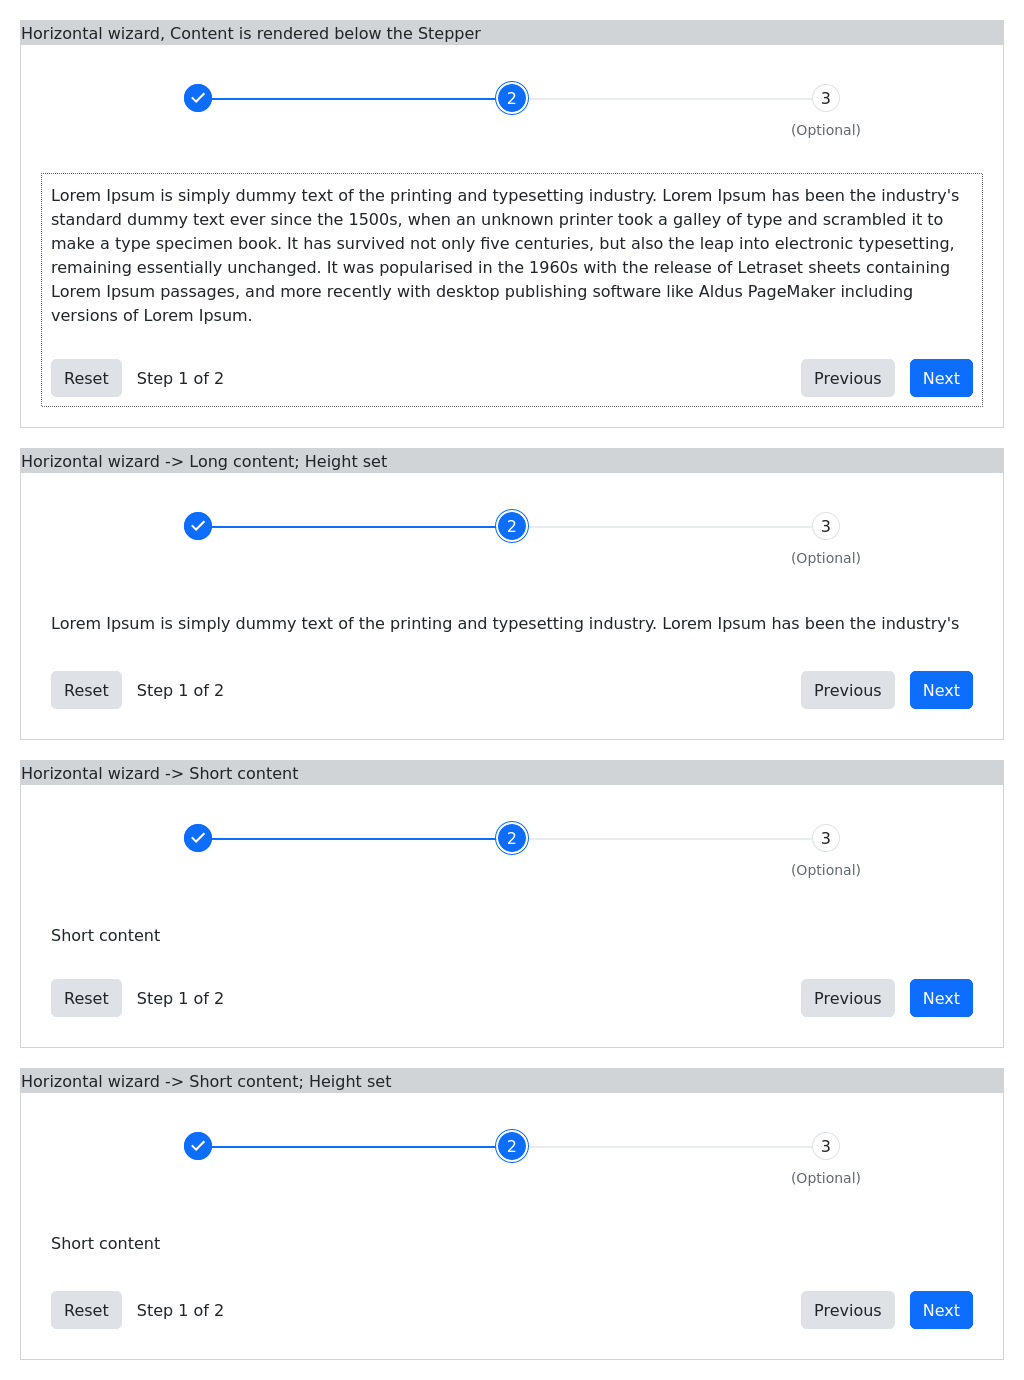 Horizontal wizard, Content is rendered below the Stepper
2
3
(Optional)
Lorem Ipsum is simply dummy text of the printing and typesetting industry. Lorem Ipsum has been the industry's
standard dummy text ever since the 1500s, when an unknown printer took a galley of type and scrambled it to
make a type specimen book. It has survived not only five centuries, but also the leap into electronic typesetting,
remaining essentially unchanged. It was popularised in the 1960s with the release of Letraset sheets containing
Lorem Ipsum passages, and more recently with desktop publishing software like Aldus PageMaker including
versions of Lorem Ipsum.
Reset Step 1 of 2 Previous Next
Horizontal wizard -> Long content; Height set
2
3
(Optional)
Lorem Ipsum is simply dummy text of the printing and typesetting industry. Lorem Ipsum has been the industry's
Reset Step 1 of 2 Previous Next
Horizontal wizard -> Short content
2
3
(Optional)
Short content
Reset Step 1 of 2 Previous Next
Horizontal wizard -> Short content; Height set
2
3
(Optional)
Short content
Reset Step 1 of 2 Previous Next